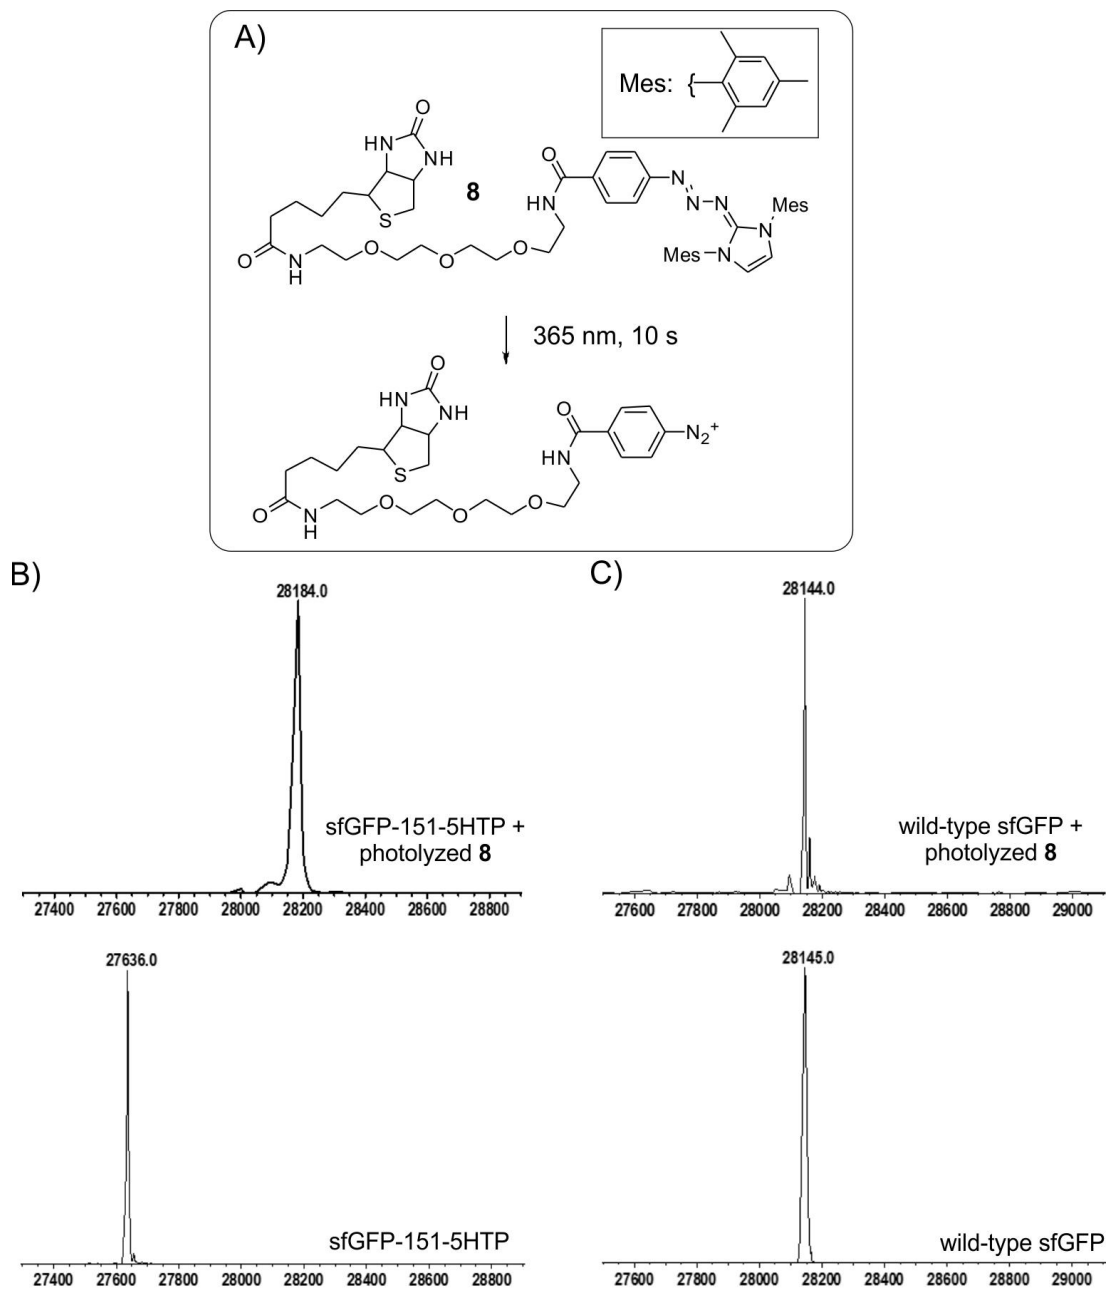 A)
Mes: {
O
HN
NH
S
8
O
HN
N
N
N
Mes
N
Mes
N
O
N
H
O
O
O
365 nm, 10 s
O
HN
NH
S
O
HN
N2+
O
N
H
O
O
O
B)
28184.0
sfGFP-151-5HTP +
photolyzed 8
27400 27600 27800 28000 28200 28400 28600 28800
27636.0
sfGFP-151-5HTP
27400 27600 27800 28000 28200 28400 28600 28800
C)
28144.0
wild-type sfGFP +
photolyzed 8
27600 27800 28000 28200 28400 28600 28800 29000
28145.0
wild-type sfGFP
27600 27800 28000 28200 28400 28600 28800 29000